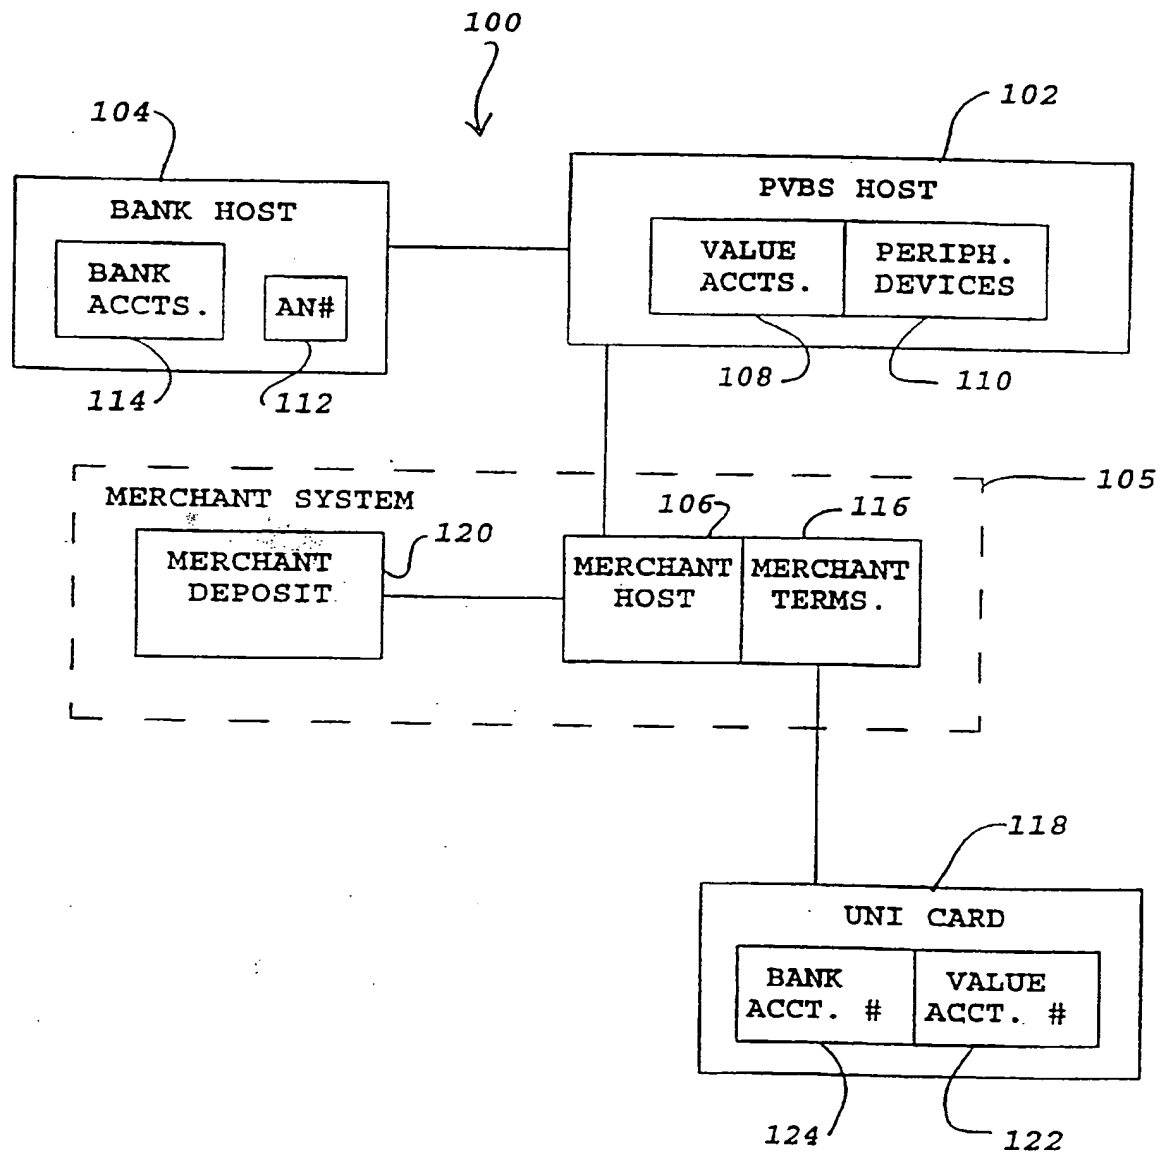 100
104
102
BANK HOST
PVBS HOST
BANK
ACCTS.
AN#
VALUE
ACCTS.
PERIPH.
DEVICES
114
112
108
110
105
MERCHANT SYSTEM
106
116
120
MERCHANT
DEPOSIT
MERCHANT
HOST
MERCHANT
TERMS.
118
UNI CARD
BANK
ACCT. #
VALUE
ACCT. #
124
122